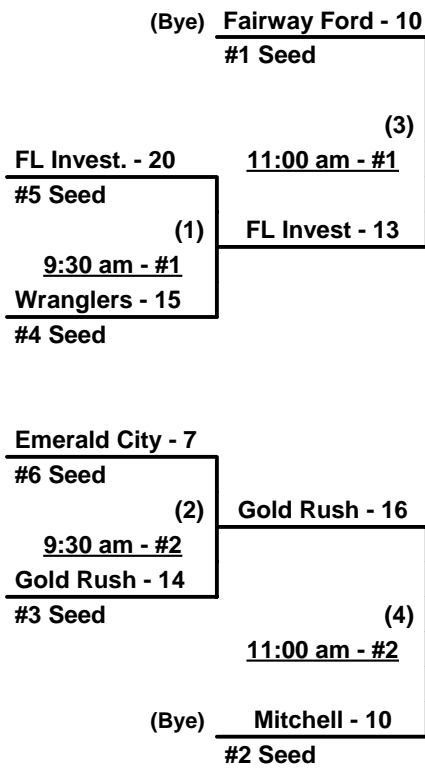 (Bye) Fairway Ford - 10
#1 Seed
(3)
FL Invest. - 20 11:00 am - #1
#5 Seed
(1) FL Invest - 13
9:30 am - #1
Wranglers - 15
#4 Seed
Emerald City - 7
#6 Seed
(2) Gold Rush - 16
9:30 am - #2
Gold Rush - 14
#3 Seed (4)
11:00 am - #2
(Bye) Mitchell - 10
#2 Seed